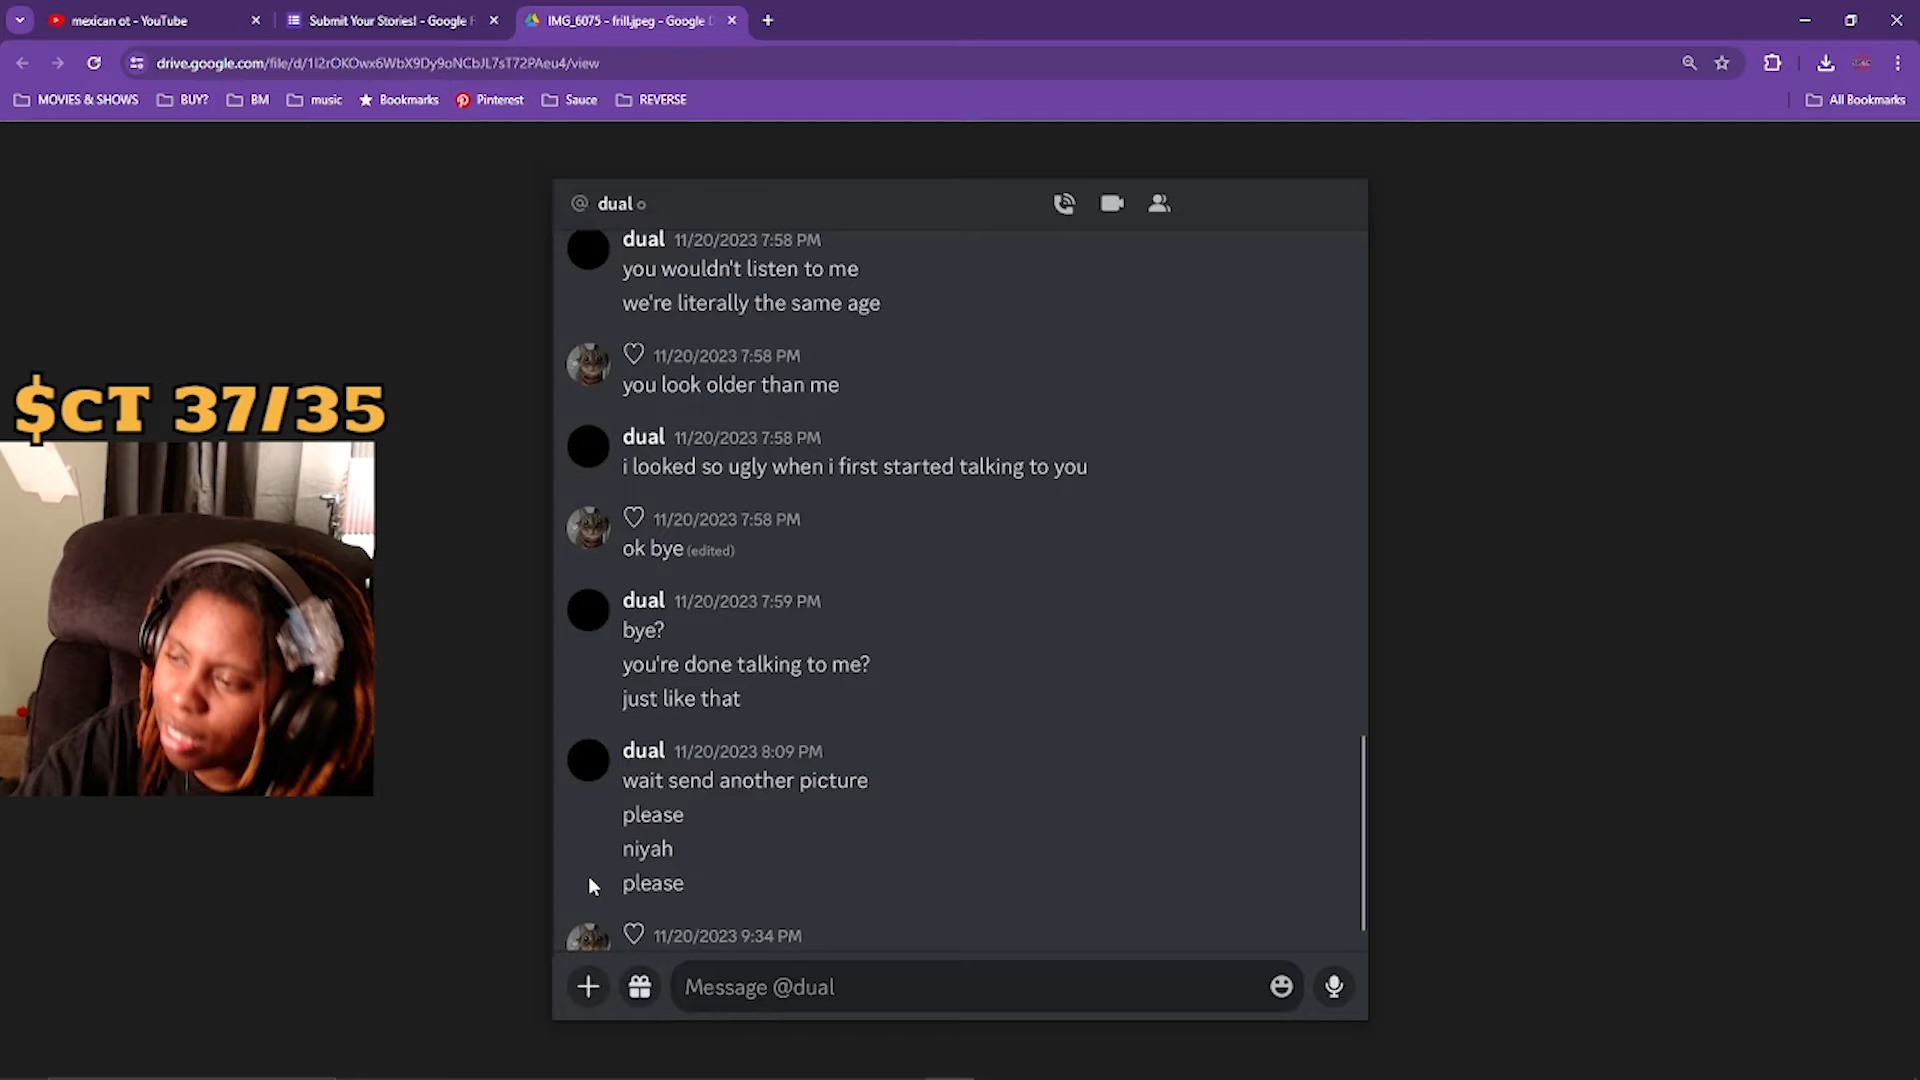 mexican ot - YouTube
Submit Your Stories! - Google F
IMG_6075 - frill.jpeg - Google D
drive.google.com/file/d/1I2rOKOwx6WbX9Dy9oNCbJL7sT72PAeu4/view
MOVIES & SHOWS
BUY?
BM
music
Bookmarks
Pinterest
Sauce
REVERSE
All Bookmarks
@ dual
dual 11/20/2023 7:58 PM
you wouldn't listen to me
we're literally the same age
♡ 11/20/2023 7:58 PM
you look older than me
dual 11/20/2023 7:58 PM
i looked so ugly when i first started talking to you
♡ 11/20/2023 7:58 PM
ok bye (edited)
dual 11/20/2023 7:59 PM
bye?
you're done talking to me?
just like that
dual 11/20/2023 8:09 PM
wait send another picture
please
niyah
please
♡ 11/20/2023 9:34 PM
Message @dual
$CT 37/35